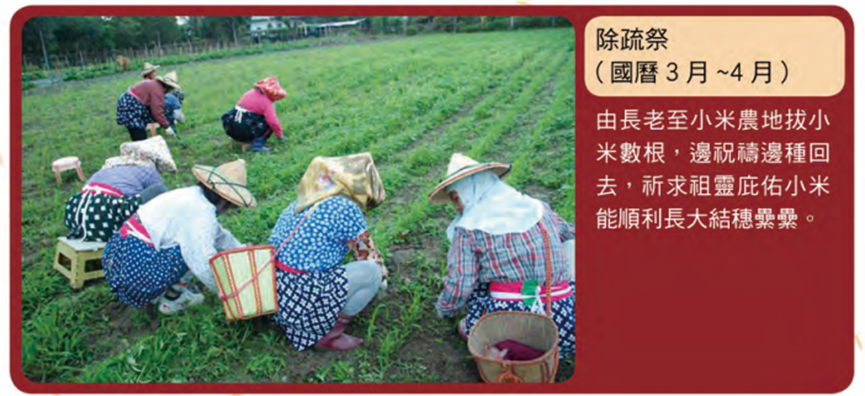 除疏祭
（國曆 3 月 ~4 月）
由長老至小米農地拔小
米數根，邊祝禱邊種回
去，祈求祖靈庇佑小米
能順利長大結穗纍纍。